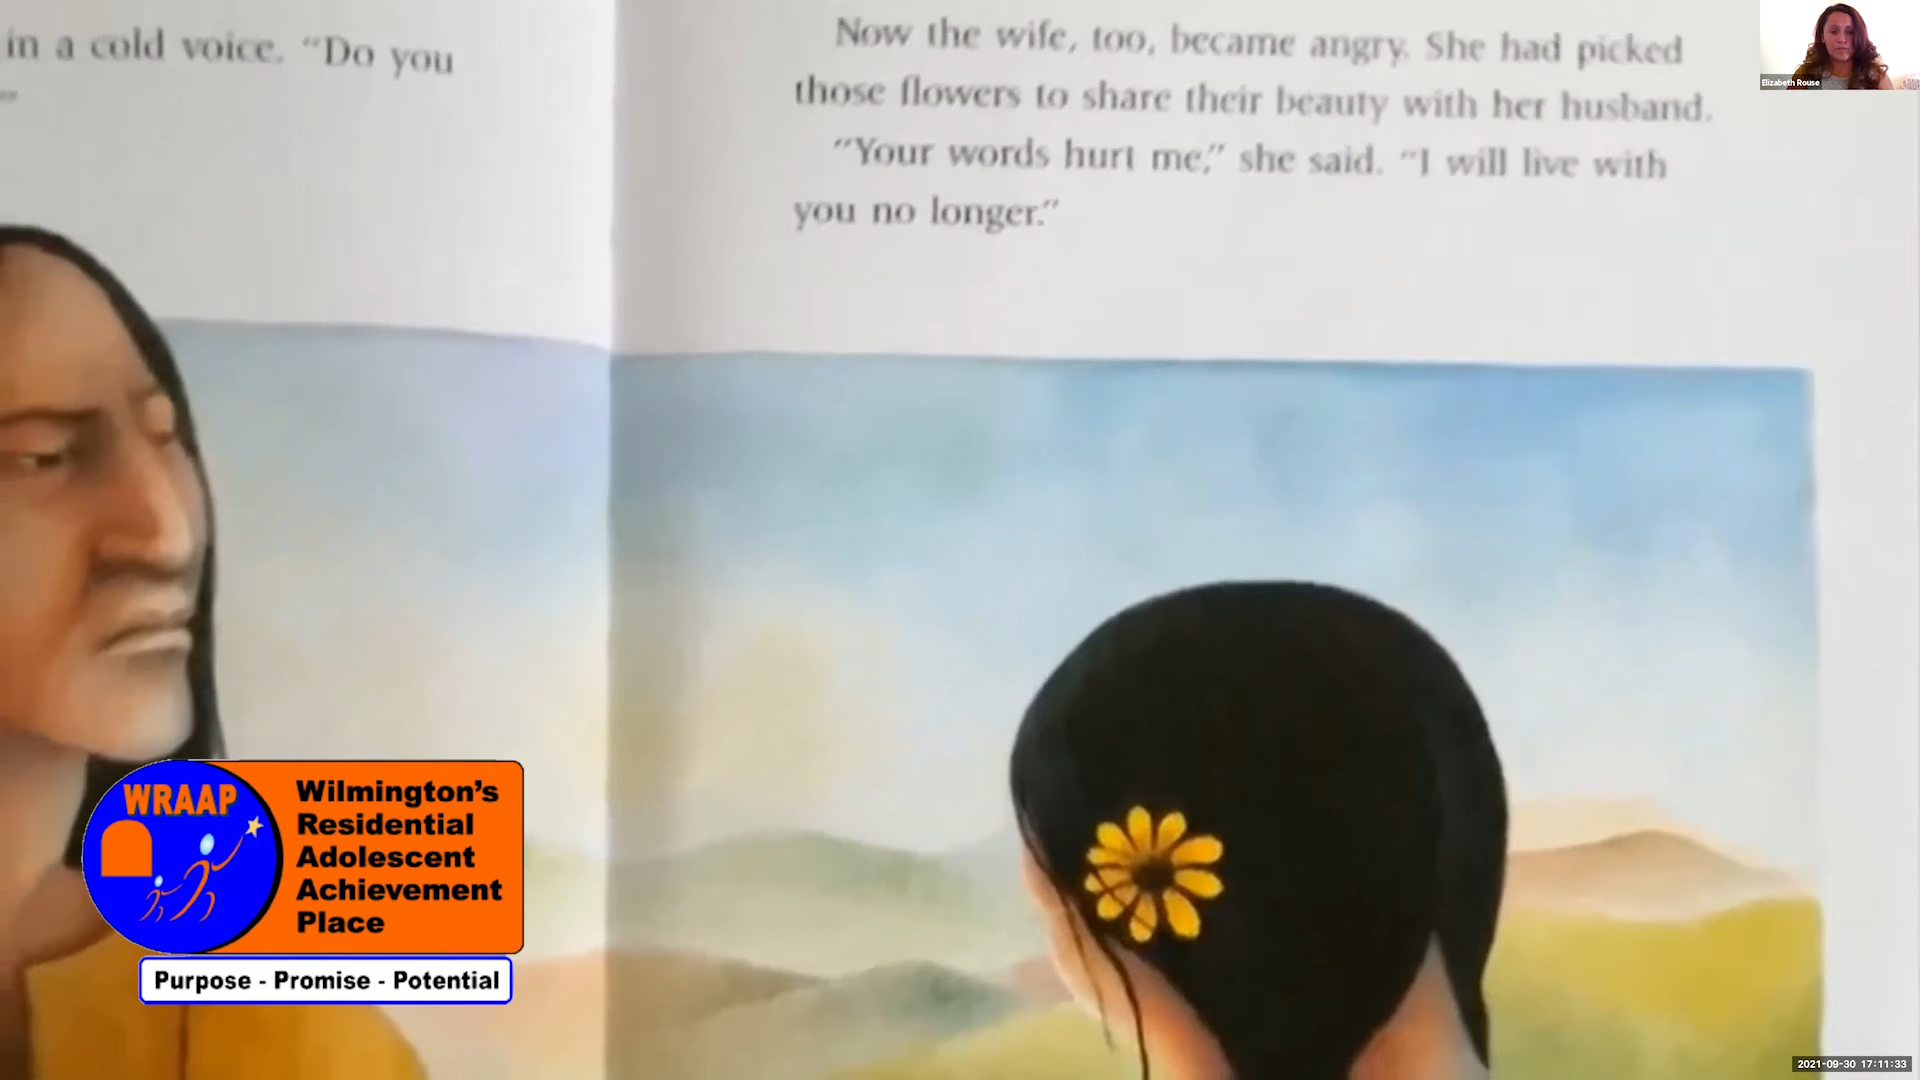 in a cold voice. “Do you
Now the wife, too, became angry. She had picked
those flowers to share their beauty with her husband.
“Your words hurt me,” she said. “I will live with
you no longer.”
Elizabeth Rouse
WRAAP
Wilmington’s
Residential
Adolescent
Achievement
Place
Purpose - Promise - Potential
2021-09-30 17:11:33